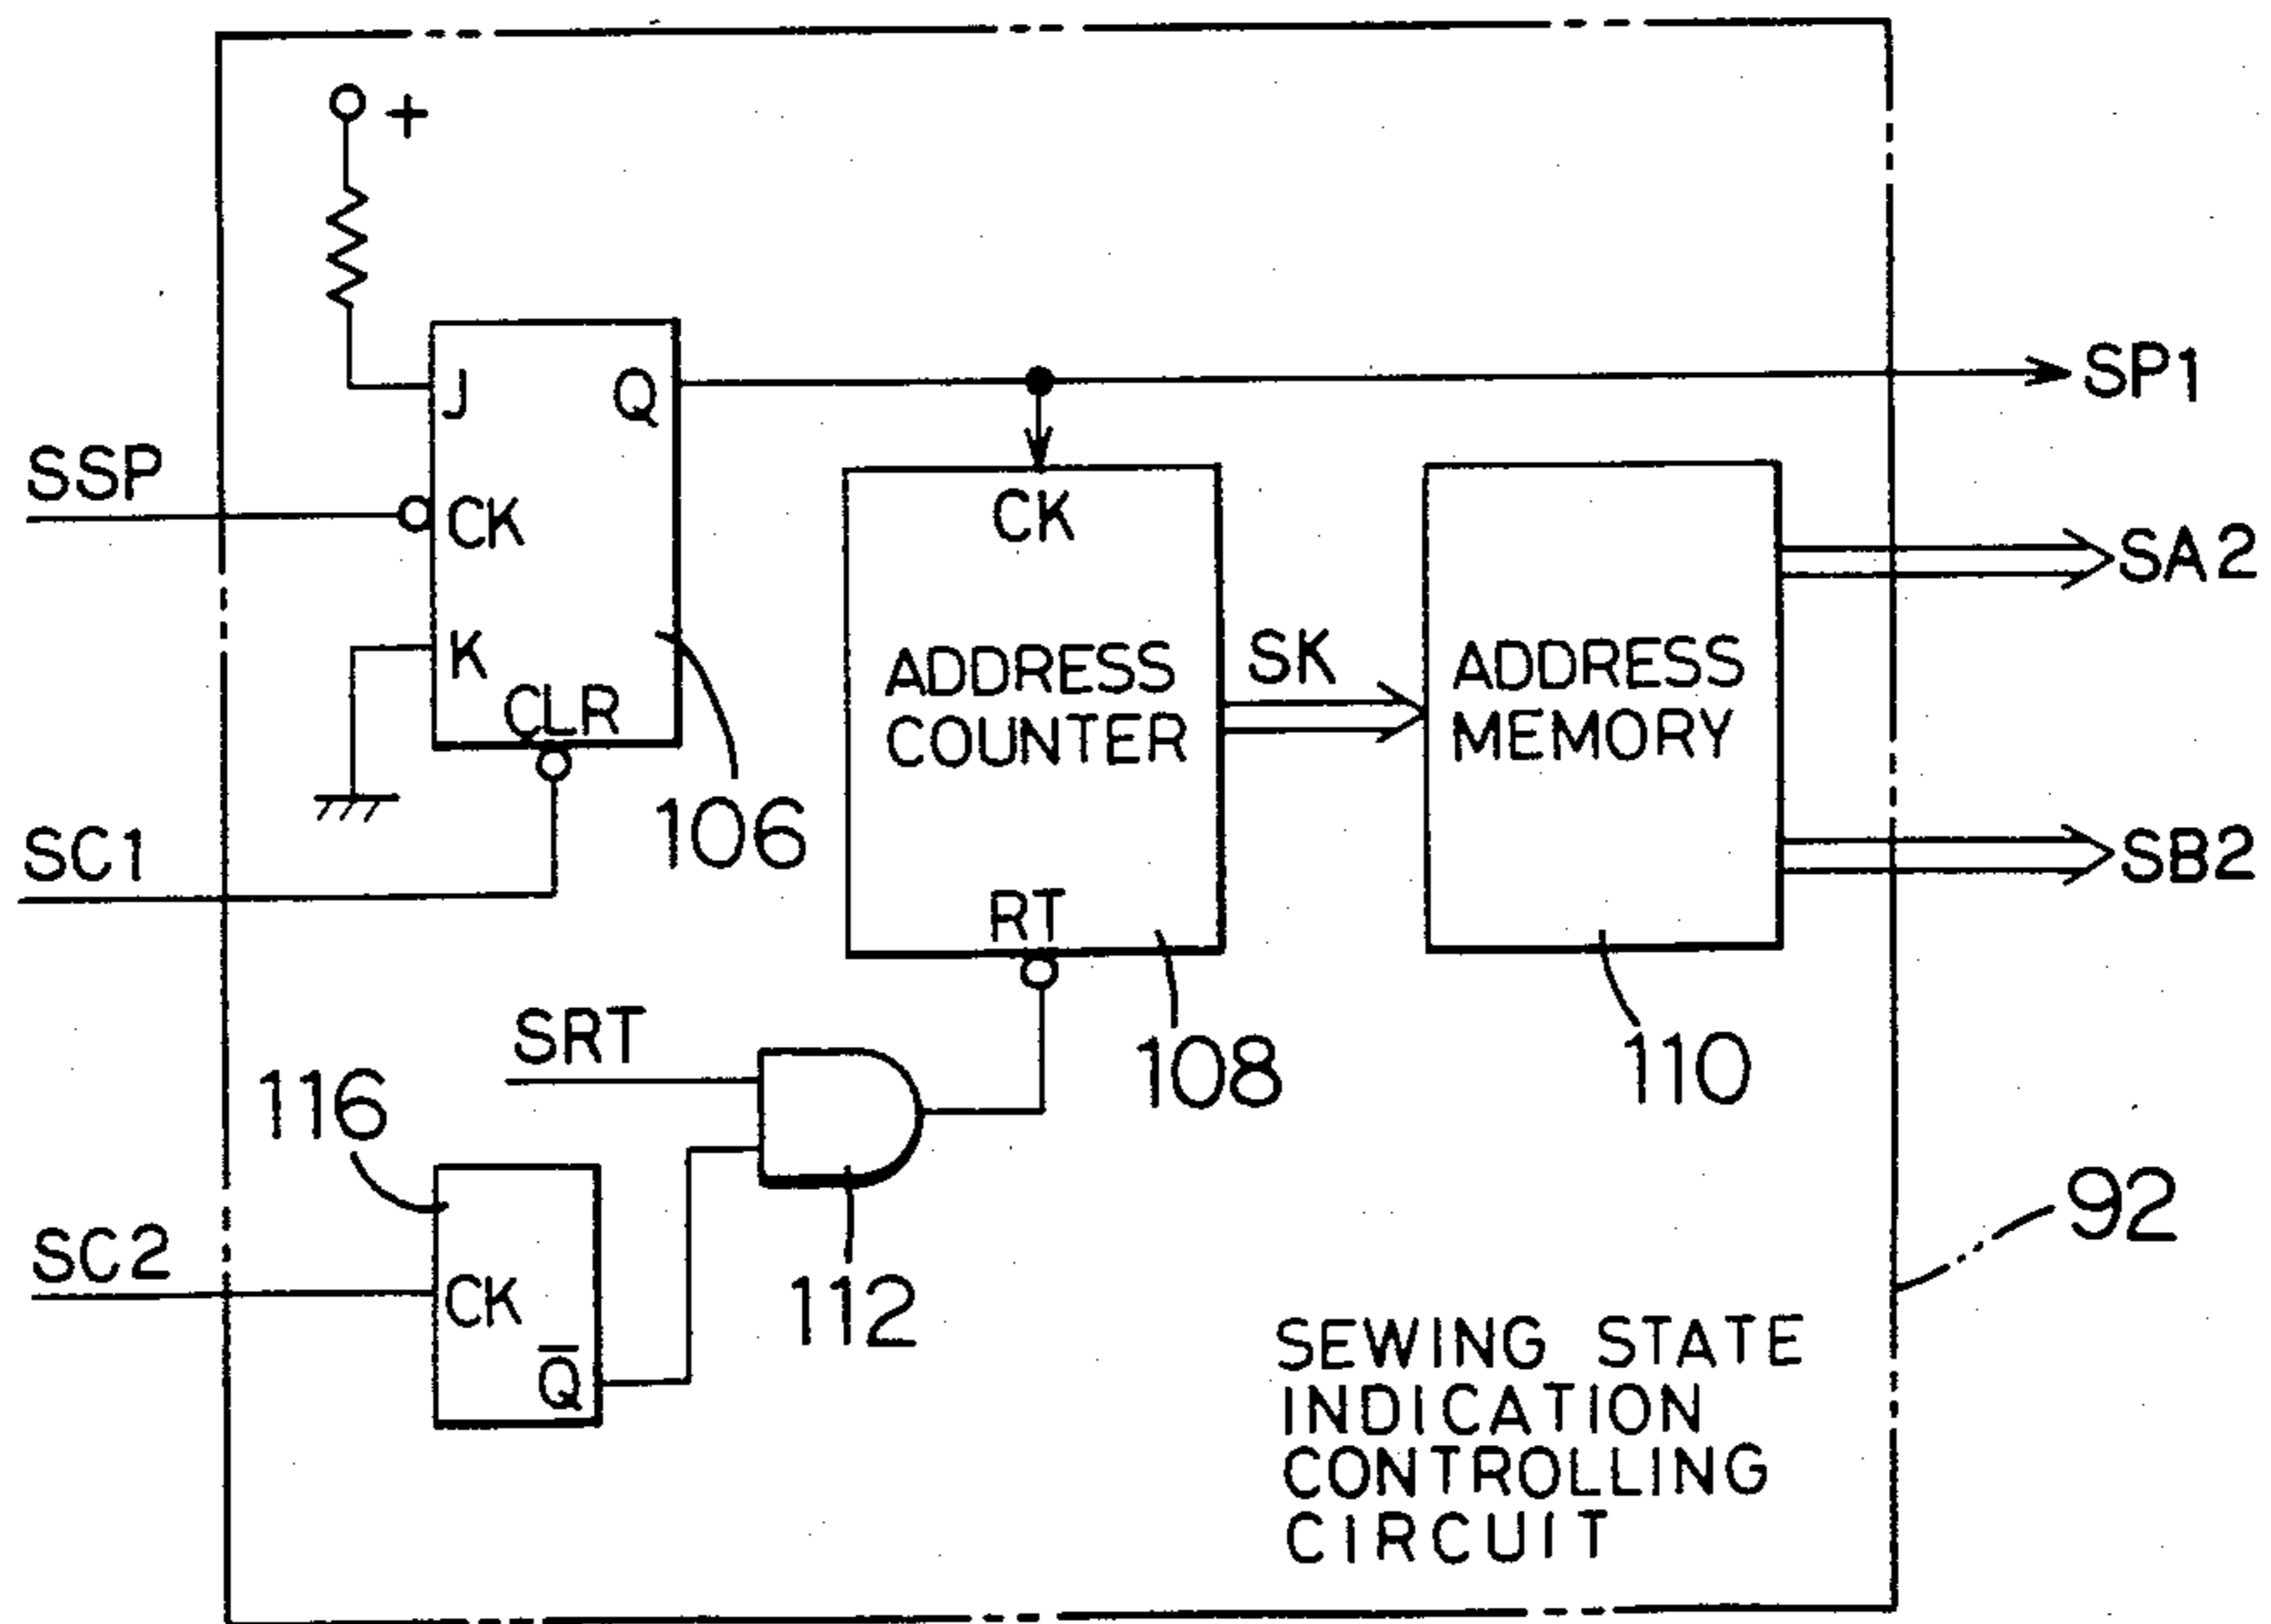 +
J
Q
SP1
SSP
CK
CK
SA2
K
CLR
ADDRESS
COUNTER
SK
ADDRESS
MEMORY
106
SC1
SB2
RT
SRT
108
110
116
92
SC2
CK
112
Q̅
SEWING STATE
INDICATION
CONTROLLING
CIRCUIT